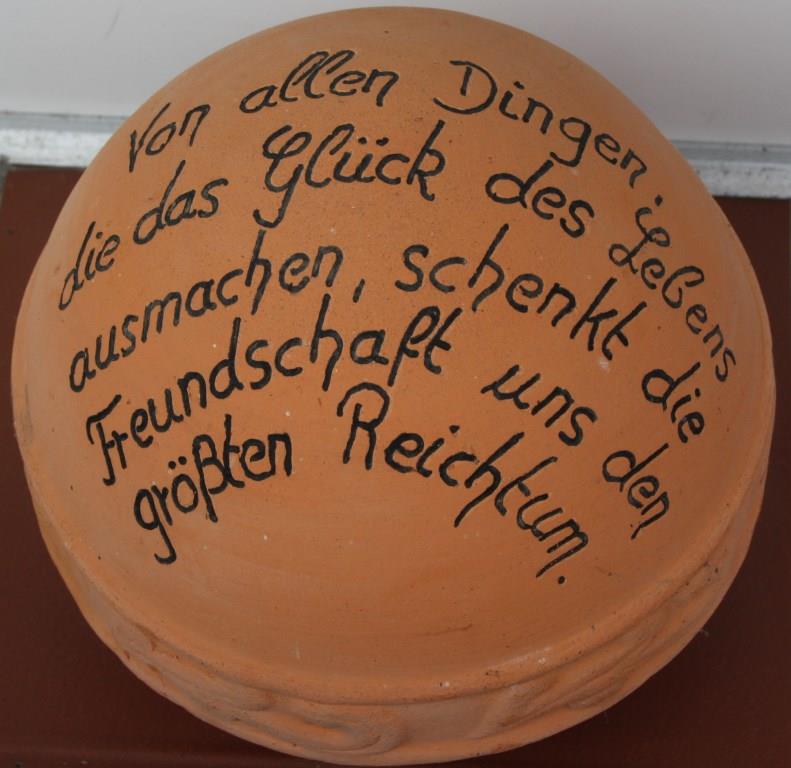 Von allen Dingen,
die das Glück des Lebens
ausmachen, schenkt die
Freundschaft uns den
größten Reichtum.